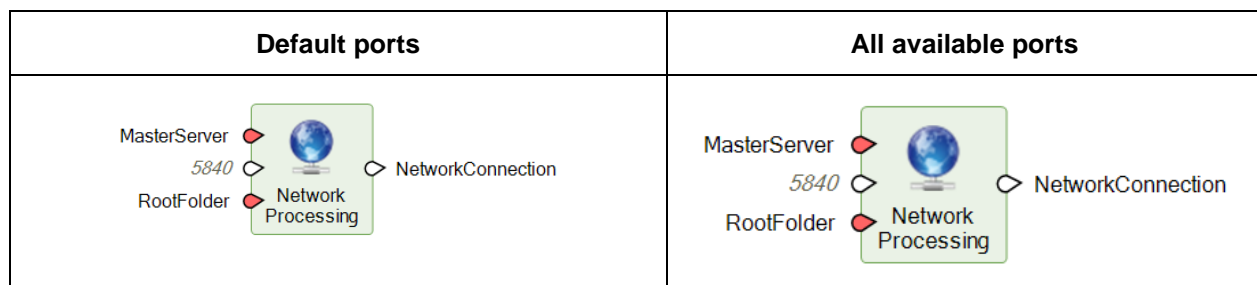 Default ports
All available ports
MasterServer
5840
RootFolder
Network
Processing
NetworkConnection
MasterServer
5840
RootFolder
Network
Processing
NetworkConnection